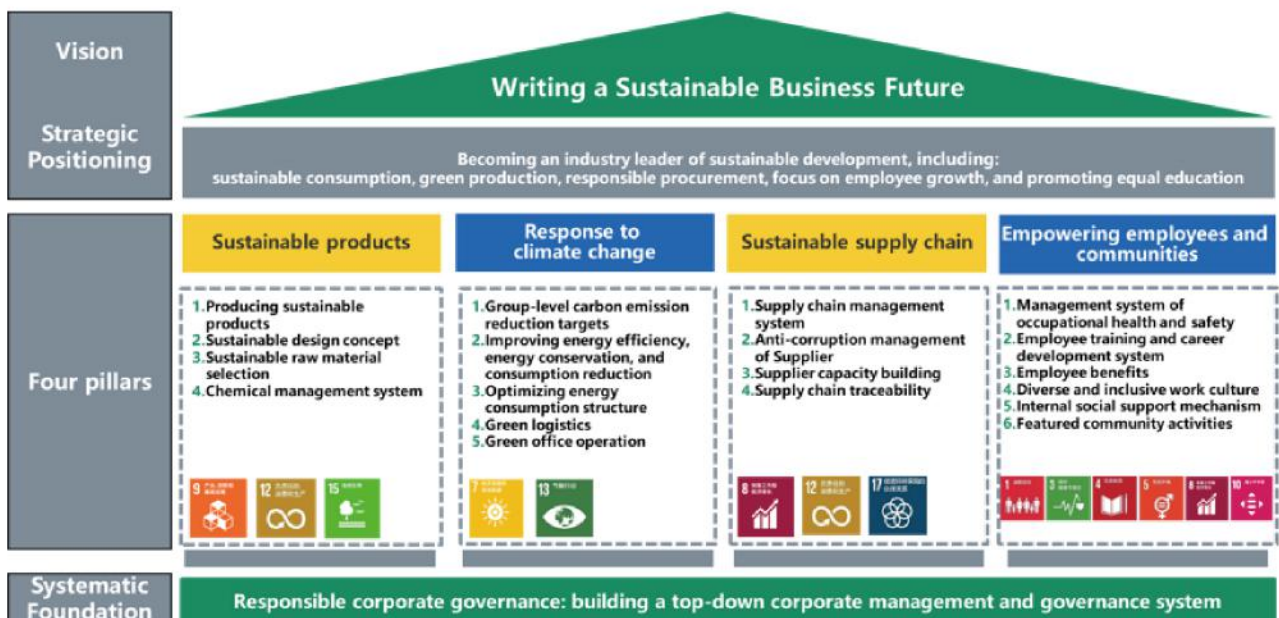 Vision
Writing a Sustainable Business Future
Strategic
Positioning
Becoming an industry leader of sustainable development, including:
sustainable consumption, green production, responsible procurement, focus on employee growth, and promoting equal education
Four pillars
Sustainable products
1.Producing sustainable
products
2.Sustainable design concept
3.Sustainable raw material
selection
4.Chemical management system
9
12
15
Response to
climate change
1.Group-level carbon emission
reduction targets
2.Improving energy efficiency,
energy conservation, and
consumption reduction
3.Optimizing energy
consumption structure
4.Green logistics
5.Green office operation
7
13 气候行动
Sustainable supply chain
1.Supply chain management
system
2.Anti-corruption management
of Supplier
3.Supplier capacity building
4.Supply chain traceability
8
12
17
Empowering employees and
communities
1.Management system of
occupational health and safety
2.Employee training and career
development system
3.Employee benefits
4.Diverse and inclusive work culture
5.Internal social support mechanism
6.Featured community activities
1
3
4
5
8
10
Systematic
Foundation
Responsible corporate governance: building a top-down corporate management and governance system